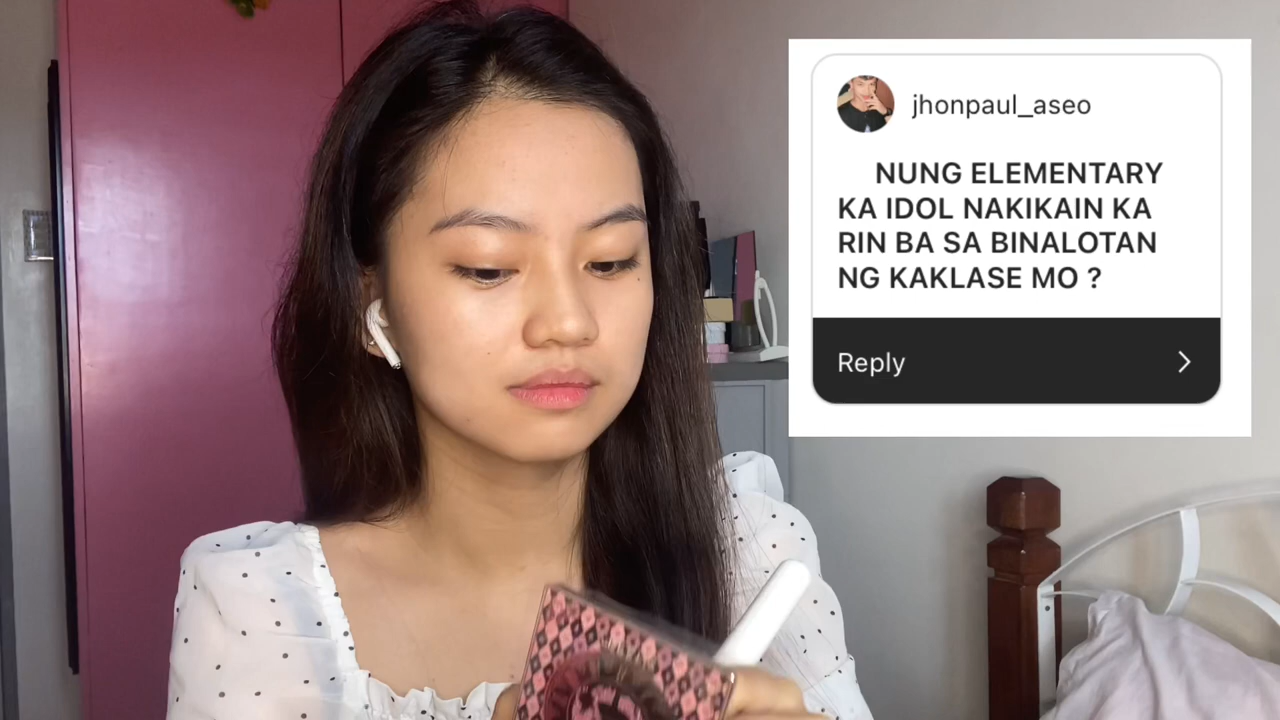 jhonpaul_aseo
NUNG ELEMENTARY
KA IDOL NAKIKAIN KA
RIN BA SA BINALOTAN
NG KAKLASE MO ?
Reply